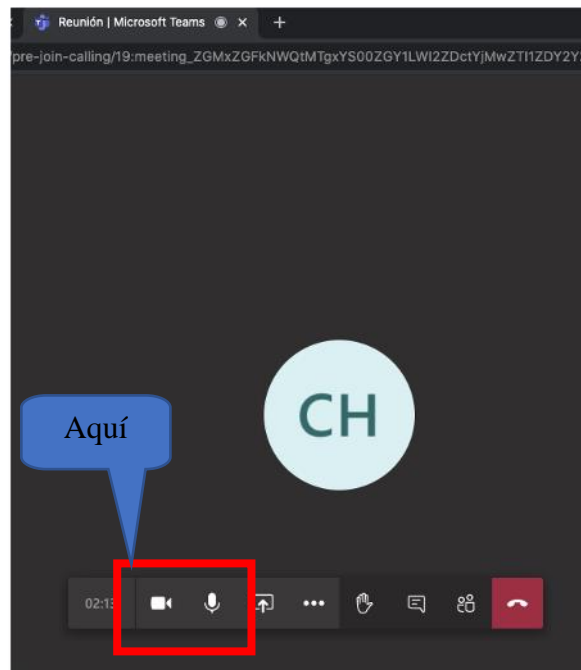 Reunión | Microsoft Teams
pre-join-calling/19:meeting_ZGMxZGFkNWQtMTgxYS00ZGY1LWI2ZDctYjMwZTI1ZDY2Y
CH
Aquí
02:13